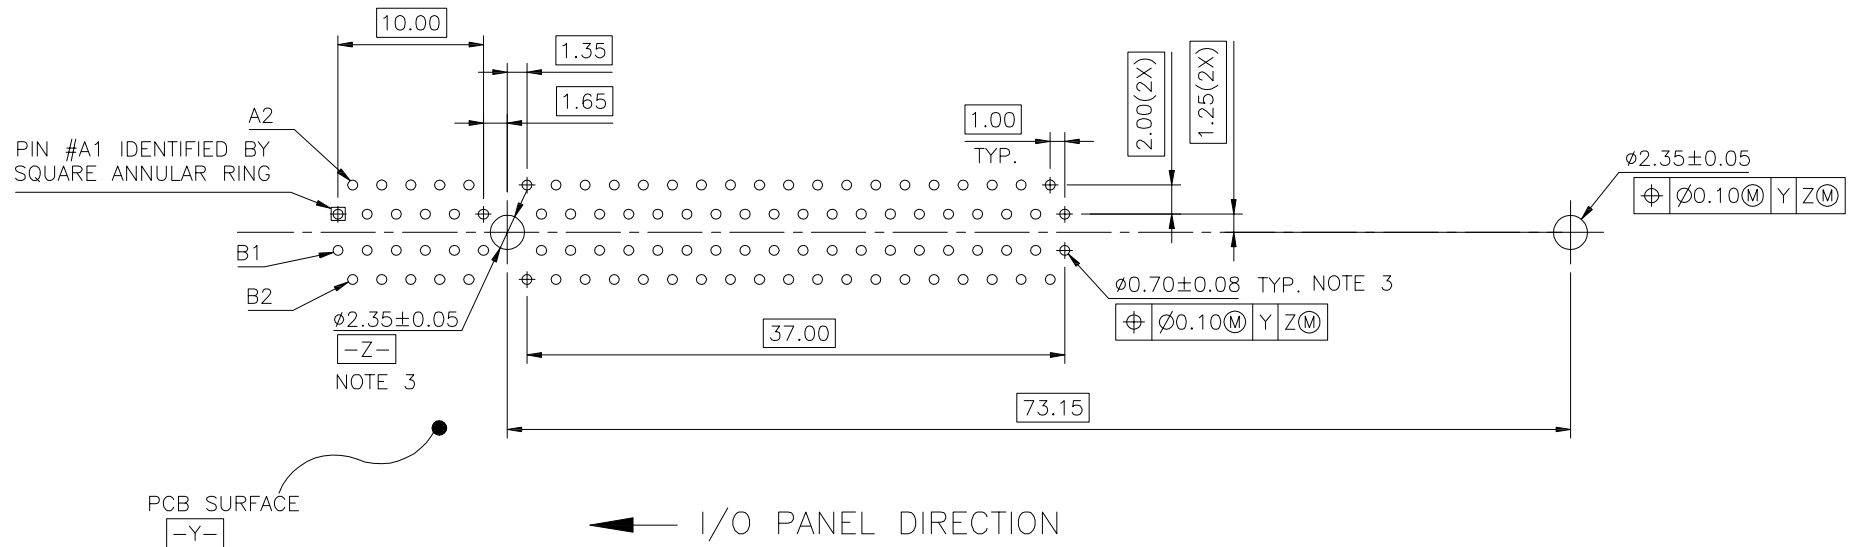 10.00
1.35
1.65
2.00(2X)
1.25(2X)
1.00
TYP.
A2
PIN #A1 IDENTIFIED BY
SQUARE ANNULAR RING
B1
B2
ø2.35±0.05
⌖ Ø0.10Ⓜ Y ZⓂ
ø0.70±0.08 TYP. NOTE 3
⌖ Ø0.10Ⓜ Y ZⓂ
ø2.35±0.05
-Z-
NOTE 3
37.00
73.15
PCB SURFACE
-Y-
I/O PANEL DIRECTION